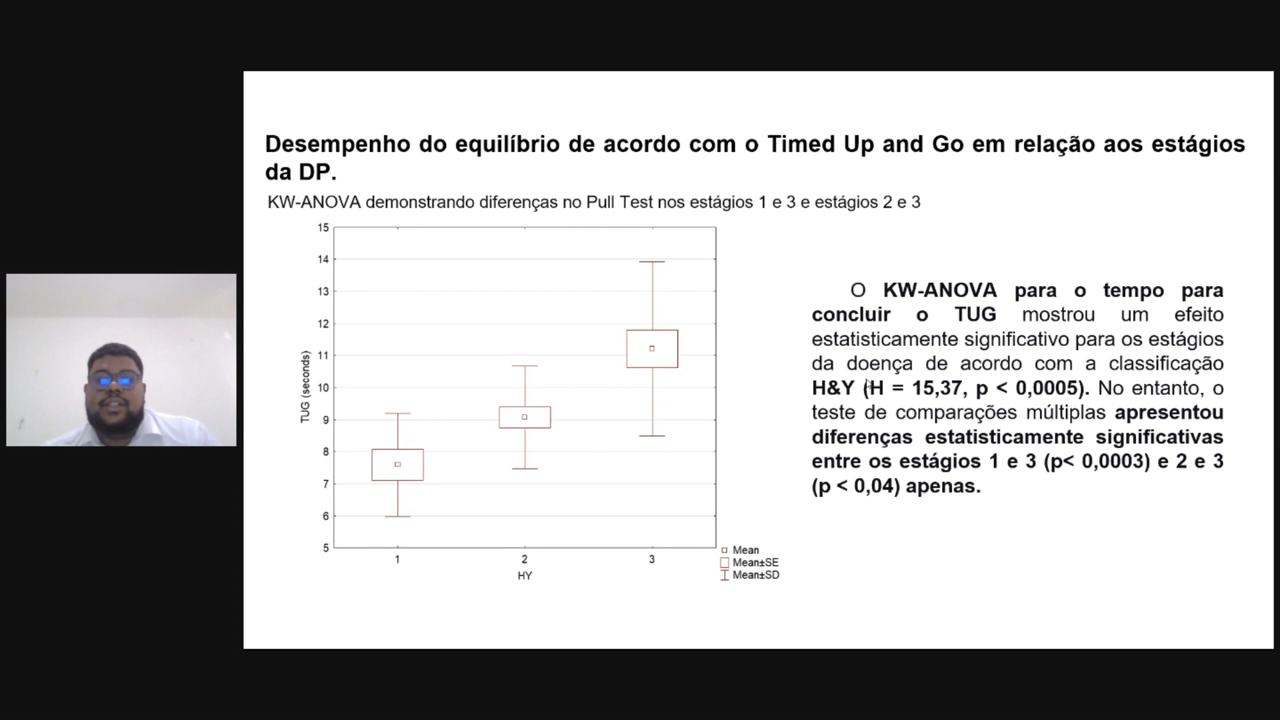 Desempenho do equilíbrio de acordo com o Timed Up and Go em relação aos estágios
da DP.
KW-ANOVA demonstrando diferenças no Pull Test nos estágios 1 e 3 e estágios 2 e 3
15
14
13
12
11
10
9
8
7
6
5
TUG (seconds)
1 2 3
HY
Mean
Mean±SE
Mean±SD
O KW-ANOVA para o tempo para
concluir o TUG mostrou um efeito
estatisticamente significativo para os estágios
da doença de acordo com a classificação
H&Y (H = 15,37, p < 0,0005). No entanto, o
teste de comparações múltiplas apresentou
diferenças estatisticamente significativas
entre os estágios 1 e 3 (p< 0,0003) e 2 e 3
(p < 0,04) apenas.